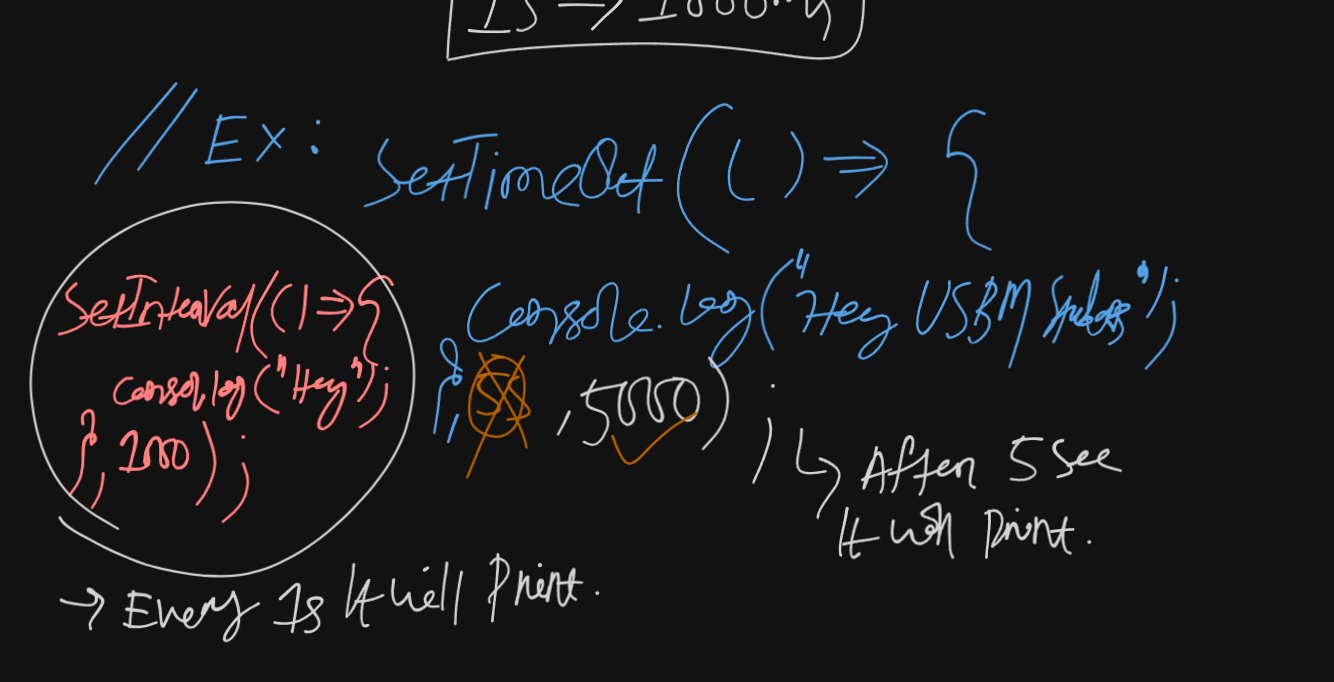 1s => 1000ms
// Ex: SetTimeOut(() => {
Console.log("Hey USBM Students");
}, 5000);
↳ After 5 Sec
It will Print.
SetInterval(() => {
Consol.log("Hey");
}, 1000);
→ Every 1s It will Print.